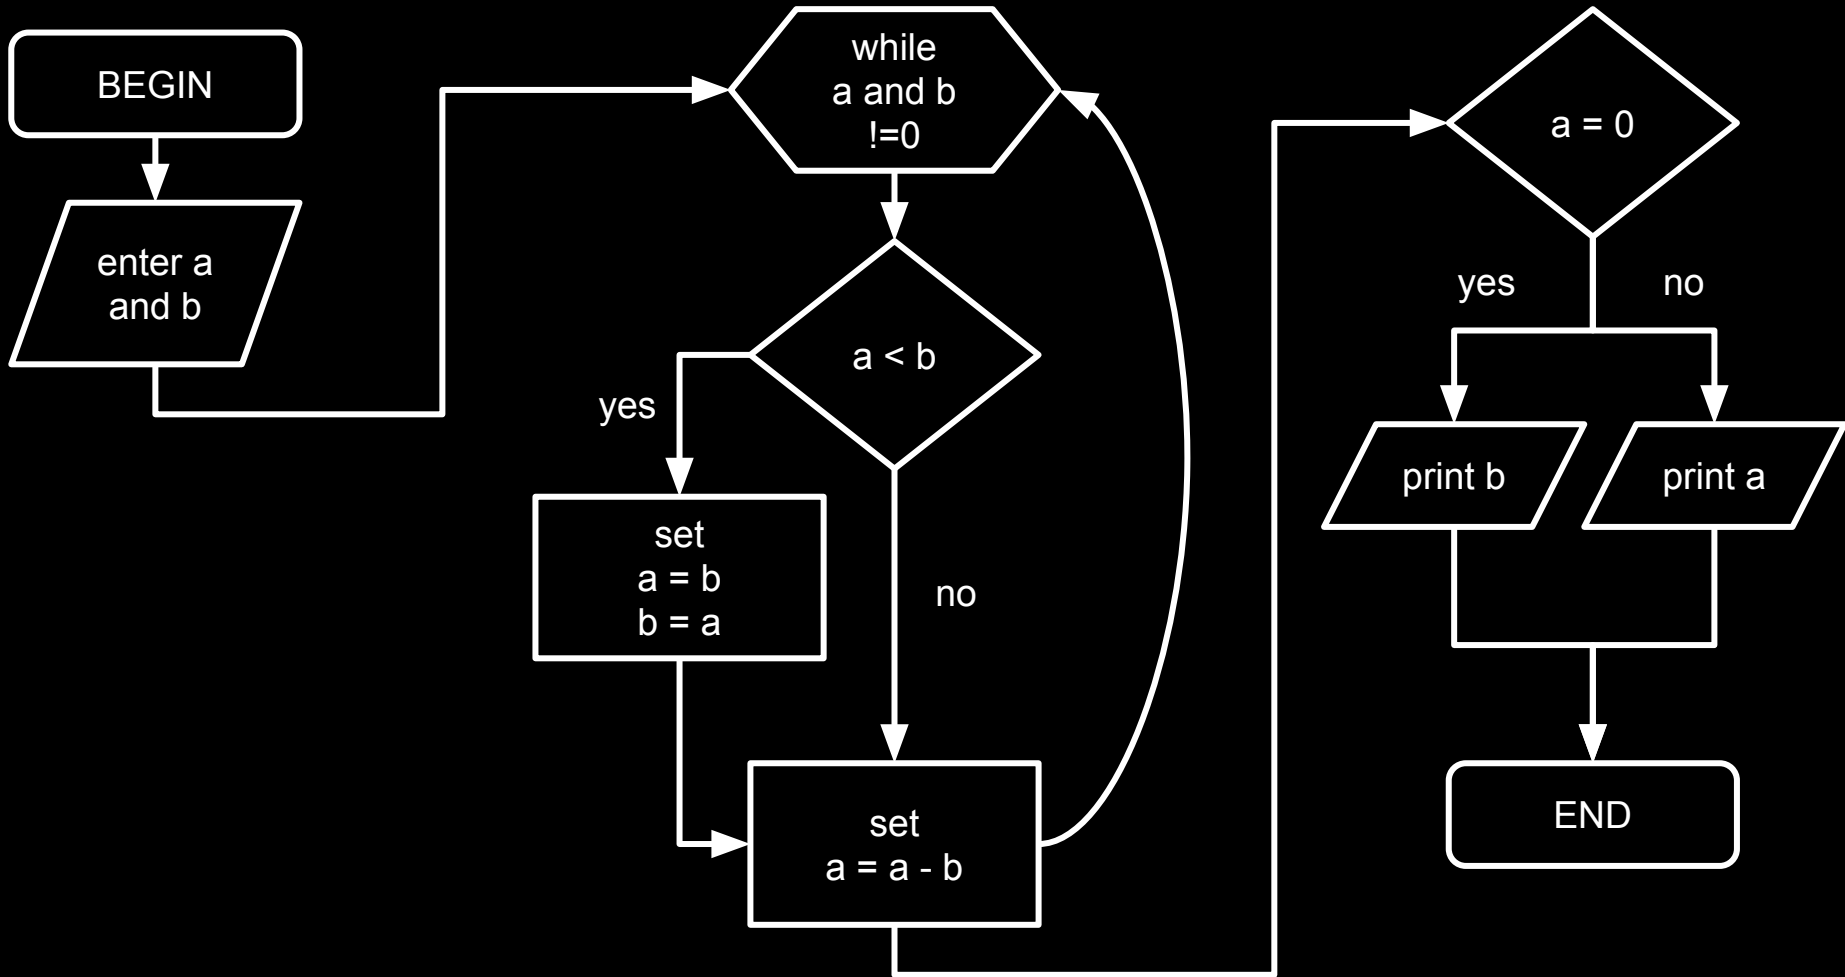 BEGIN
enter a
and b
while
a and b
!=0
a < b
yes
no
set
a = b
b = a
set
a = a - b
a = 0
yes
no
print b
print a
END